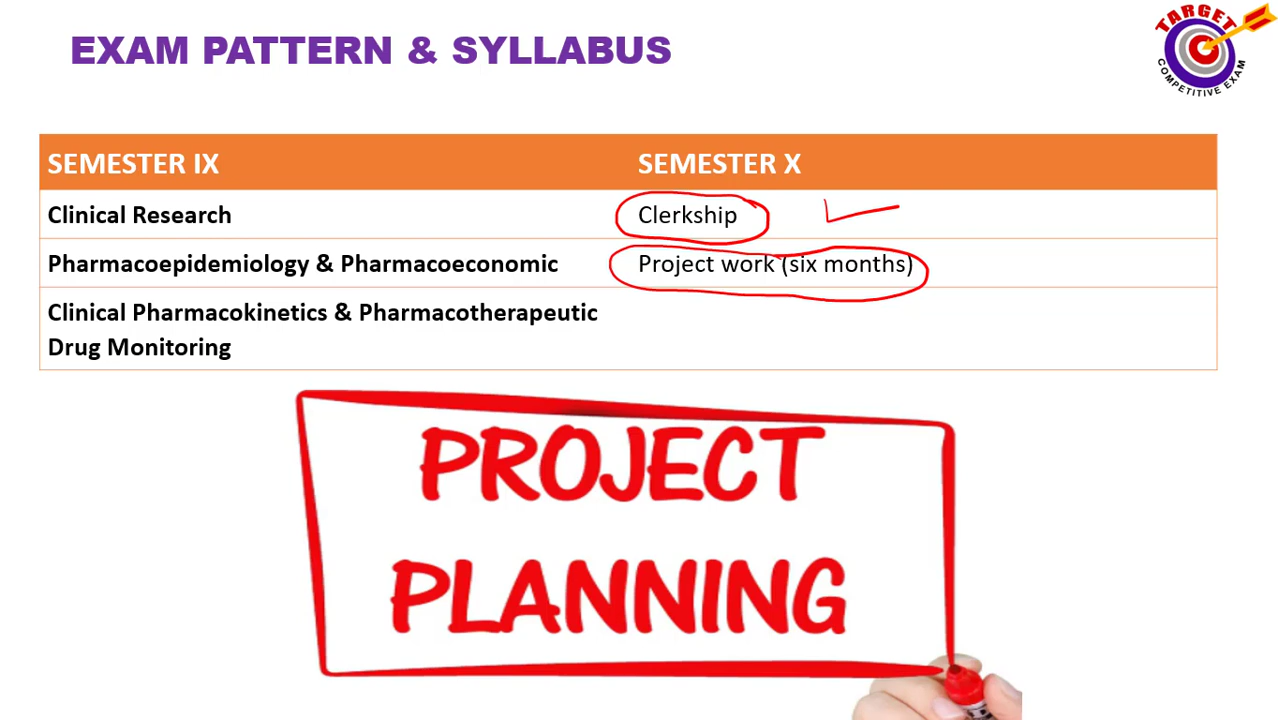 EXAM PATTERN & SYLLABUS
TARGET
COMPETITIVE EXAM
SEMESTER IX
SEMESTER X
Clinical Research
Clerkship
Pharmacoepidemiology & Pharmacoeconomic
Project work (six months)
Clinical Pharmacokinetics & Pharmacotherapeutic
Drug Monitoring
PROJECT
PLANNING